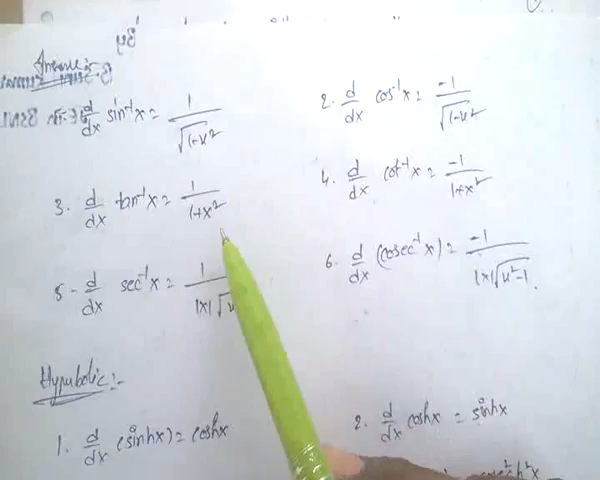 Inverse :-
d/dx sin⁻¹x = 1/√1-x²
2. d/dx cos⁻¹x = -1/√1-x²
3. d/dx tan⁻¹x = 1/1+x²
4. d/dx cot⁻¹x = -1/1+x²
5 - d/dx sec⁻¹x = 1/|x|√x
6. d/dx (cosec⁻¹x) = -1/|x|√x²-1.
Hyperbolic :-
1. d/dx (sinhx) = coshx
2. d/dx coshx = sinhx